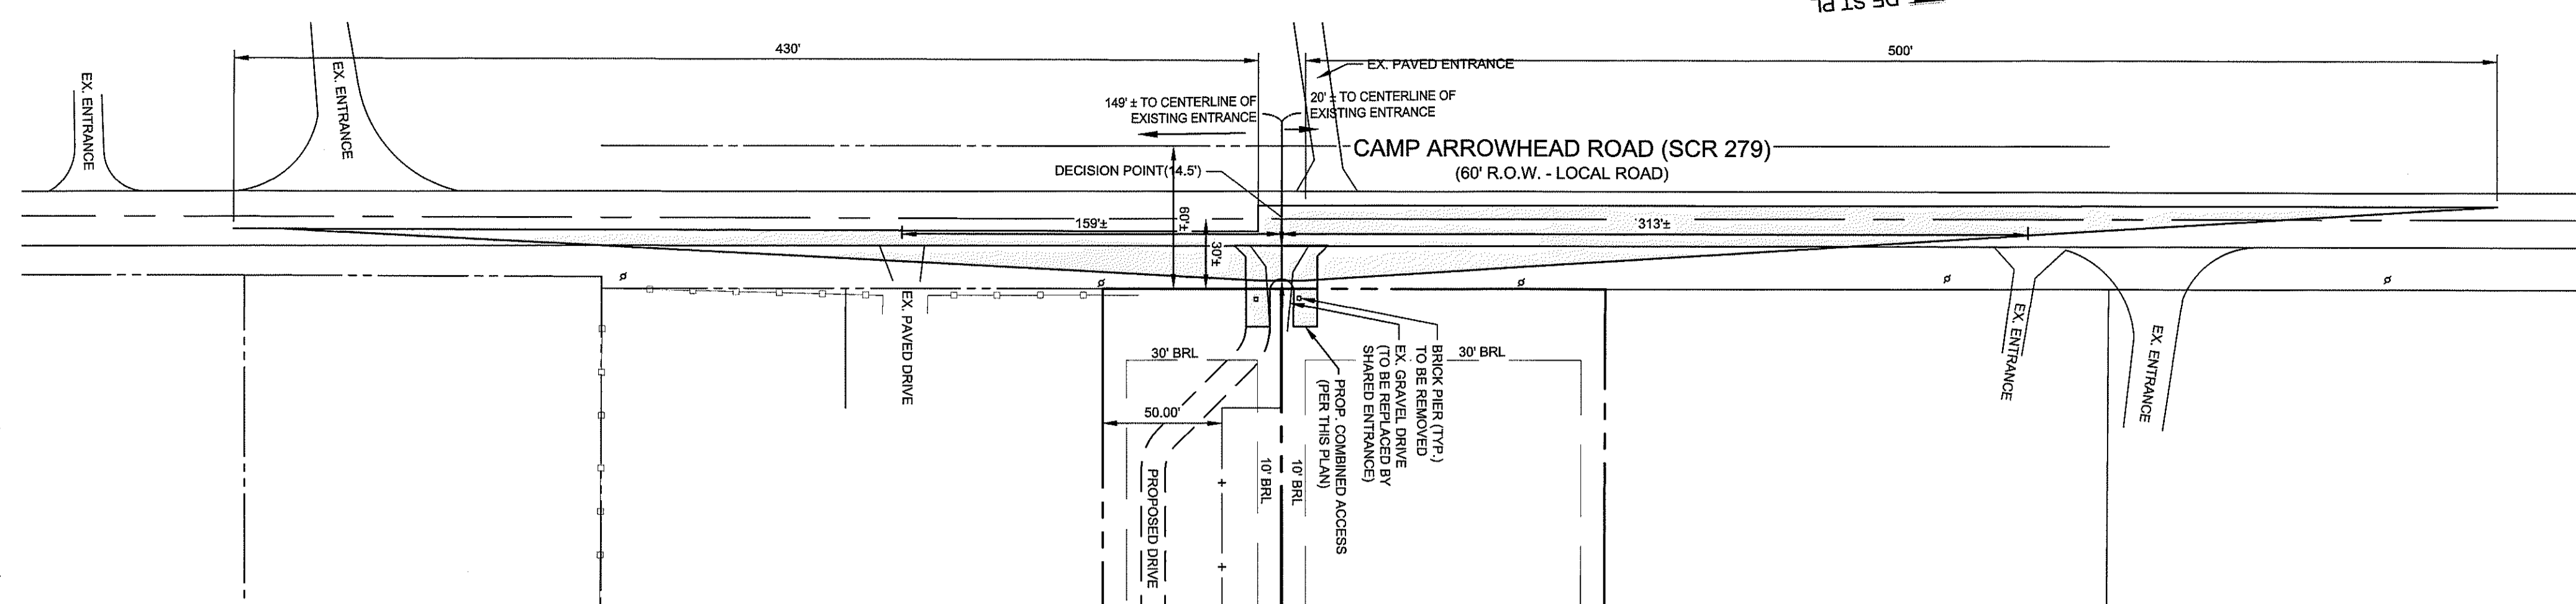 DE ST PL
430'
500'
EX. ENTRANCE
EX. ENTRANCE
EX. PAVED ENTRANCE
149' ± TO CENTERLINE OF
EXISTING ENTRANCE
20' ± TO CENTERLINE OF
EXISTING ENTRANCE
CAMP ARROWHEAD ROAD (SCR 279)
(60' R.O.W. - LOCAL ROAD)
DECISION POINT(14.5')
60'±
159'±
313'±
30'±
EX. PAVED DRIVE
30' BRL
30' BRL
BRICK PIER (TYP.)
TO BE REMOVED
EX. GRAVEL DRIVE
(TO BE REPLACED BY
SHARED ENTRANCE)
PROP. COMBINED ACCESS
(PER THIS PLAN)
EX. ENTRANCE
EX. ENTRANCE
50.00'
10' BRL
10' BRL
PROPOSED DRIVE